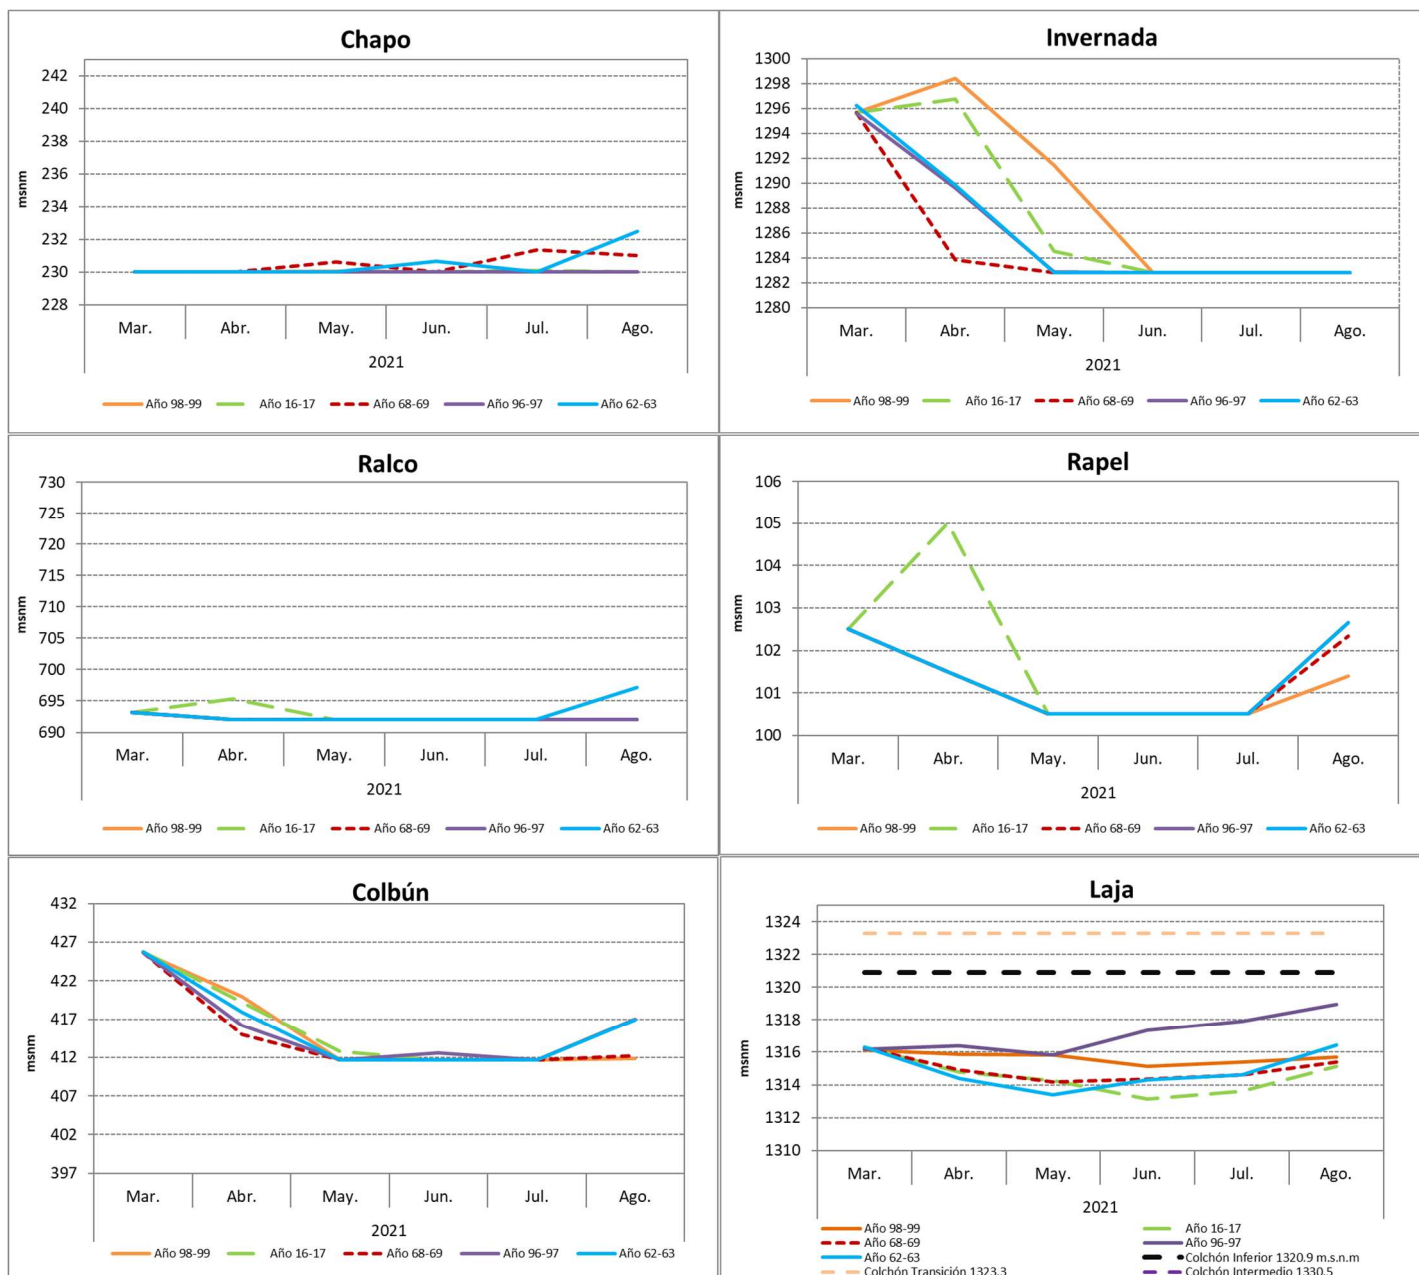 Chapo
242
240
238
236
234
232
230
228
msnm
Mar. Abr. May. Jun. Jul. Ago.
2021
Año 98-99 Año 16-17 Año 68-69 Año 96-97 Año 62-63
Invernada
1300
1298
1296
1294
1292
1290
1288
1286
1284
1282
1280
msnm
Mar. Abr. May. Jun. Jul. Ago.
2021
Año 98-99 Año 16-17 Año 68-69 Año 96-97 Año 62-63
Ralco
730
725
720
715
710
705
700
695
690
msnm
Mar. Abr. May. Jun. Jul. Ago.
2021
Año 98-99 Año 16-17 Año 68-69 Año 96-97 Año 62-63
Rapel
106
105
104
103
102
101
100
msnm
Mar. Abr. May. Jun. Jul. Ago.
2021
Año 98-99 Año 16-17 Año 68-69 Año 96-97 Año 62-63
Colbún
432
427
422
417
412
407
402
397
msnm
Mar. Abr. May. Jun. Jul. Ago.
2021
Año 98-99 Año 16-17 Año 68-69 Año 96-97 Año 62-63
Laja
1324
1322
1320
1318
1316
1314
1312
1310
msnm
Mar. Abr. May. Jun. Jul. Ago.
2021
Año 98-99 Año 16-17
Año 68-69 Año 96-97
Año 62-63 Colchón Inferior 1320.9 m.s.n.m
Colchón Transición 1323.3 Colchón Intermedio 1330.5